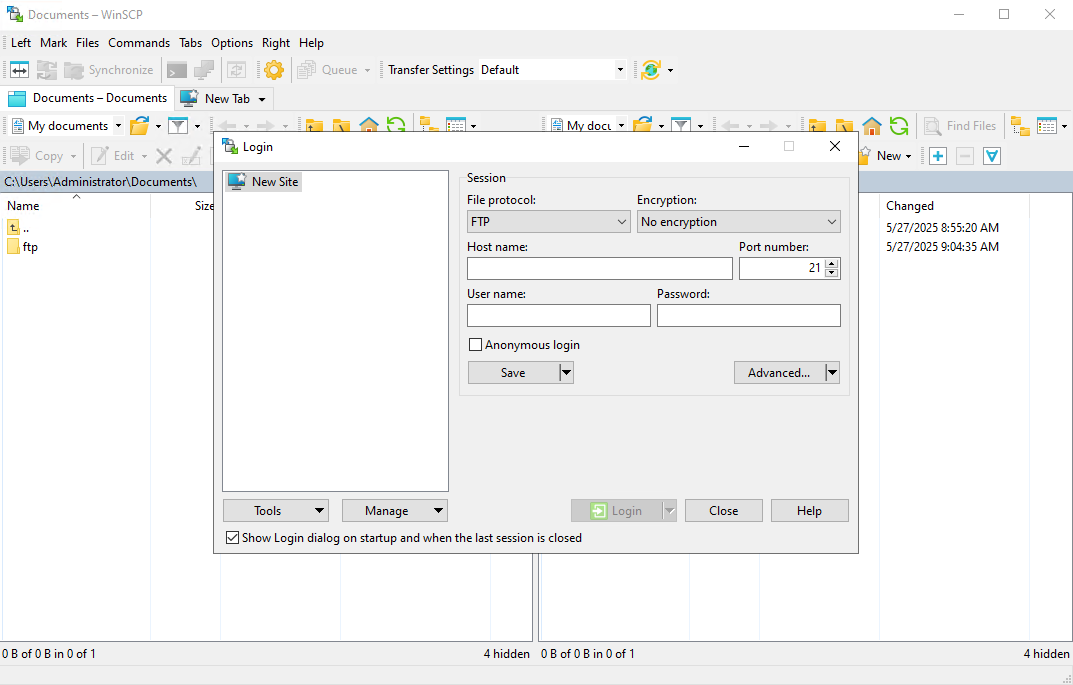 Documents – WinSCP
Left Mark Files Commands Tabs Options Right Help
Synchronize Queue Transfer Settings Default
Documents – Documents New Tab
My documents My docu Find Files
Copy Edit New
C:\Users\Administrator\Documents\
Name Size Changed
.. 5/27/2025 8:55:20 AM
ftp 5/27/2025 9:04:35 AM
Login
New Site
Session
File protocol: Encryption:
FTP No encryption
Host name: Port number:
21
User name: Password:
Anonymous login
Save Advanced...
Tools Manage Login Close Help
Show Login dialog on startup and when the last session is closed
0 B of 0 B in 0 of 1 4 hidden 0 B of 0 B in 0 of 1 4 hidden